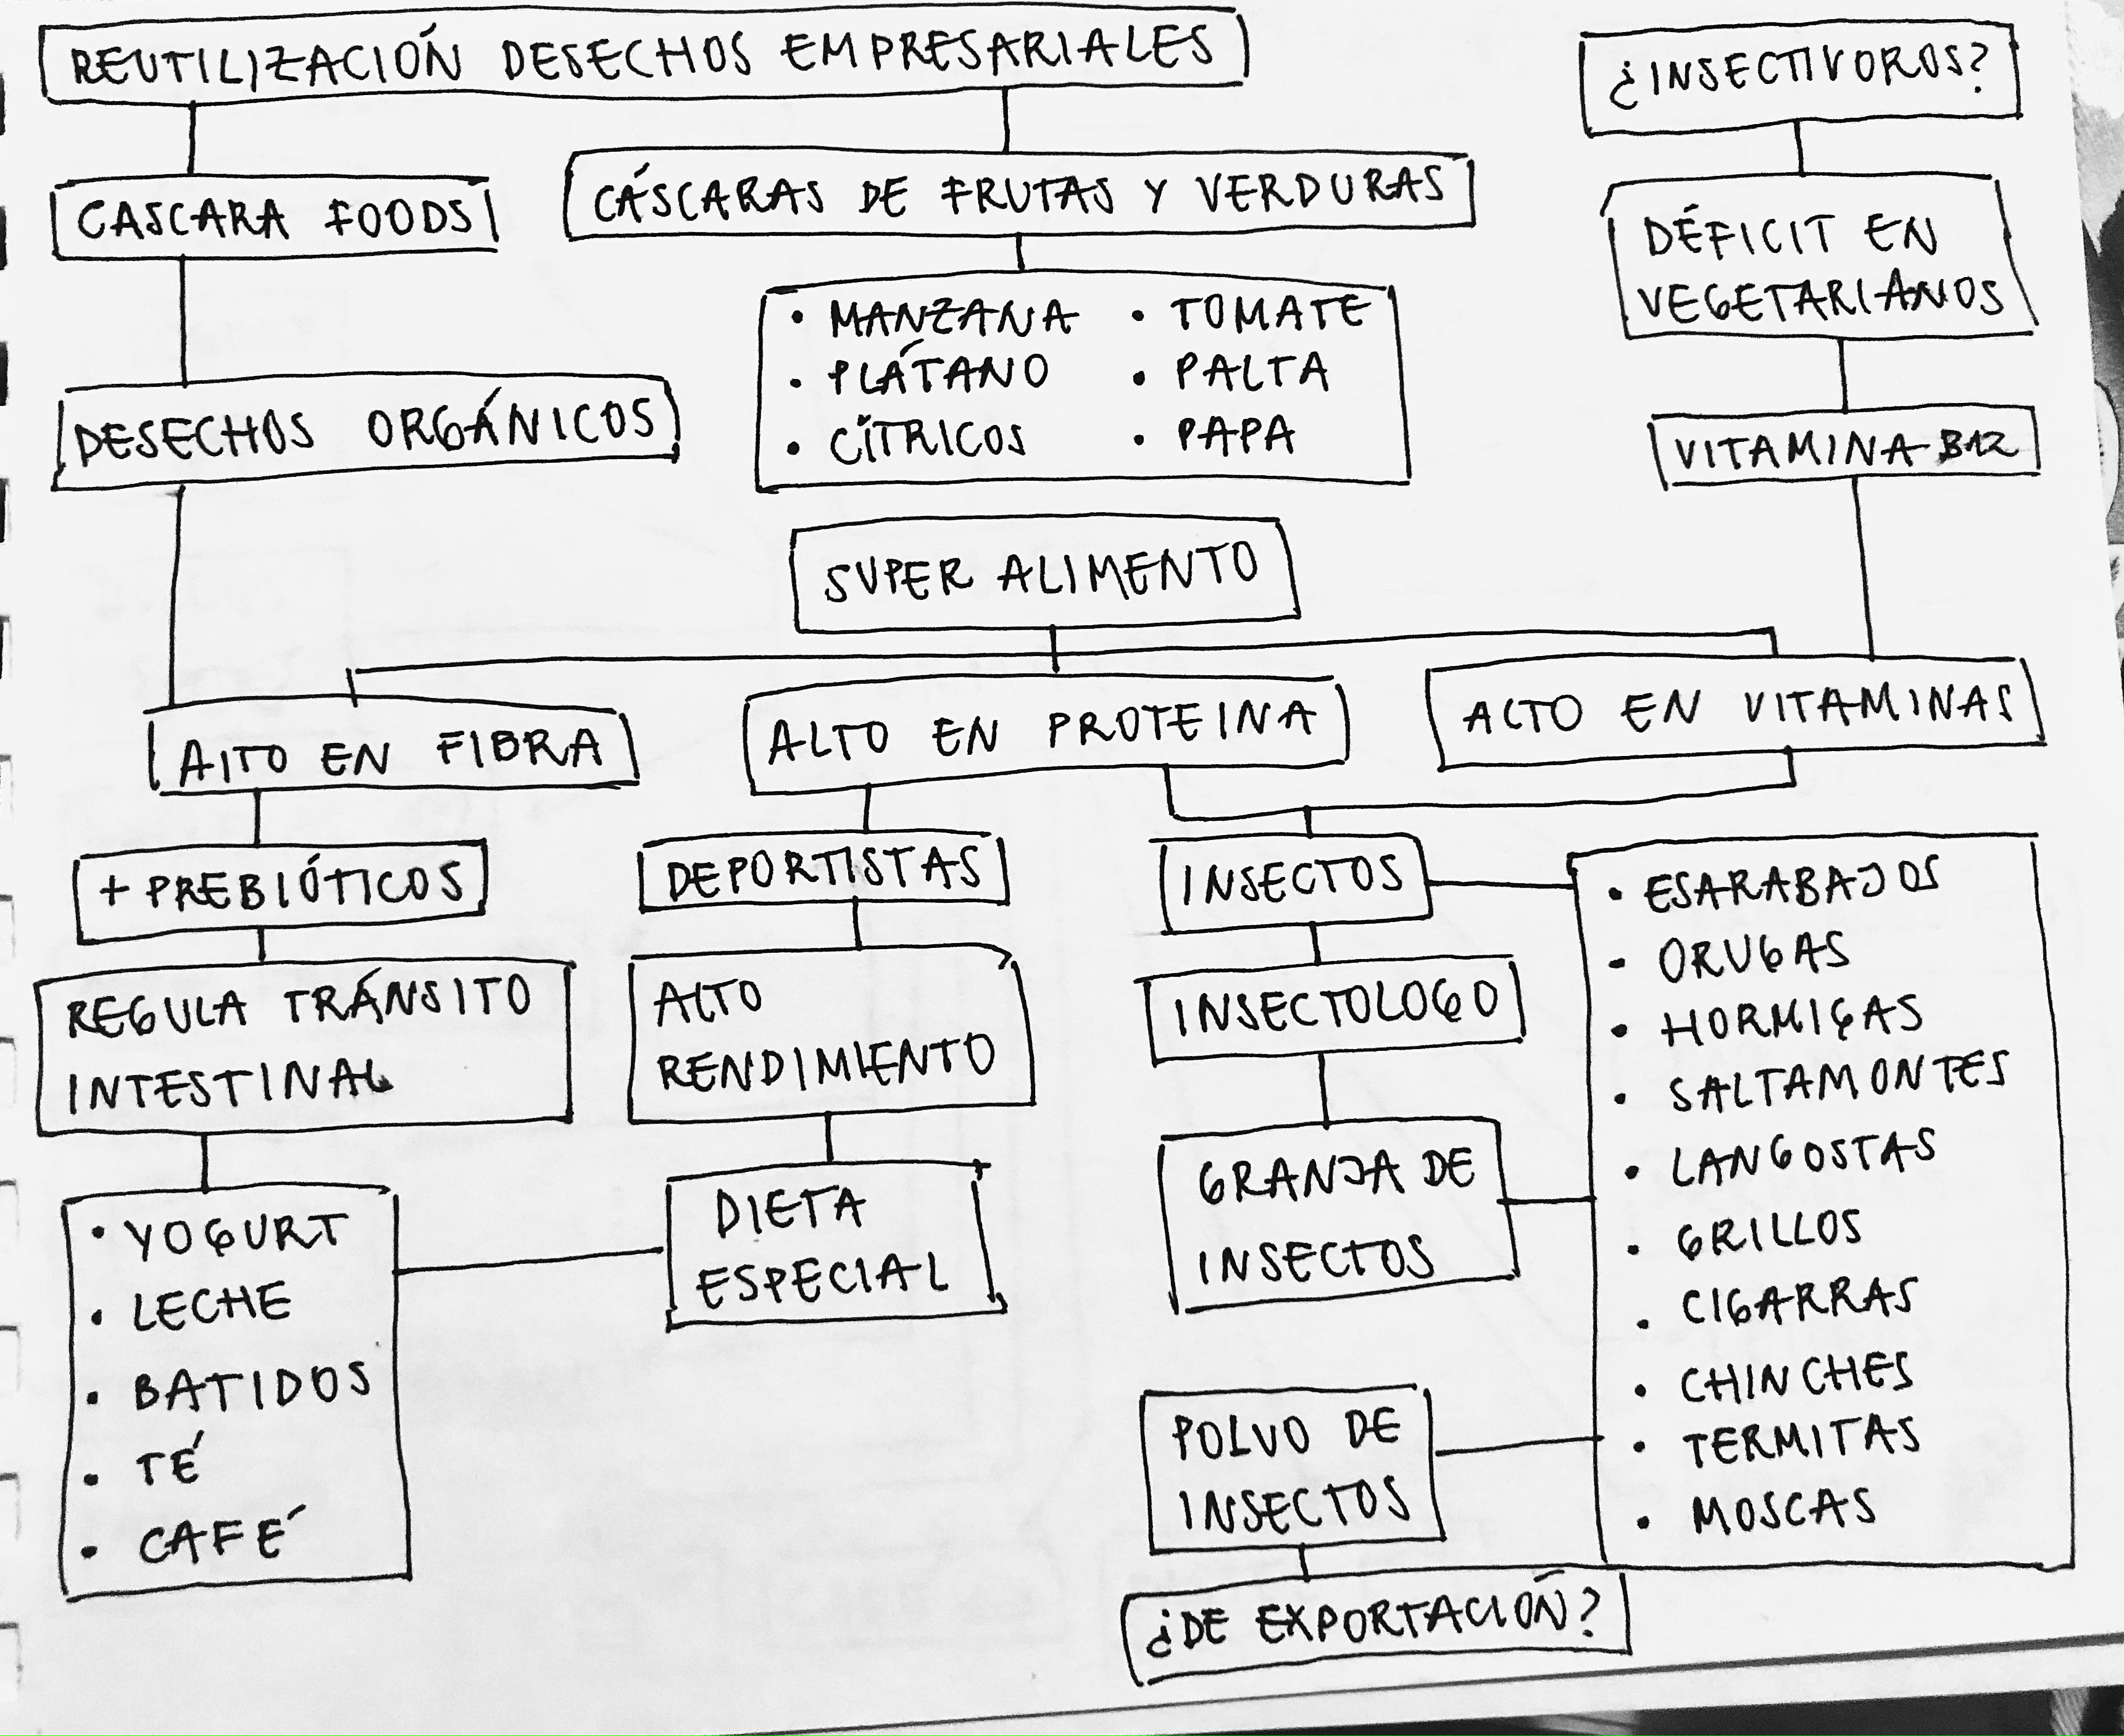 REUTILIZACIÓN DESECHOS EMPRESARIALES
¿INSECTIVOROS?
CASCARA FOODS
CÁSCARAS DE FRUTAS Y VERDURAS
DÉFICIT EN
VEGETARIANOS
• MANZANA • TOMATE
• PLÁTANO • PALTA
• CÍTRICOS • PAPA
DESECHOS ORGÁNICOS
VITAMINA B12
SUPER ALIMENTO
ALTO EN FIBRA
ALTO EN PROTEINA
ALTO EN VITAMINAS
+ PREBIÓTICOS
DEPORTISTAS
INSECTOS
REGULA TRÁNSITO
INTESTINAL
ALTO
RENDIMIENTO
INSECTOLOGO
GRANJA DE
INSECTOS
• ESARABAJOS
• ORUGAS
• HORMIGAS
• SALTAMONTES
• LANGOSTAS
• GRILLOS
• CIGARRAS
• CHINCHES
• TERMITAS
• MOSCAS
• YOGURT
• LECHE
• BATIDOS
• TÉ
• CAFÉ
DIETA
ESPECIAL
POLVO DE
INSECTOS
¿DE EXPORTACIÓN?